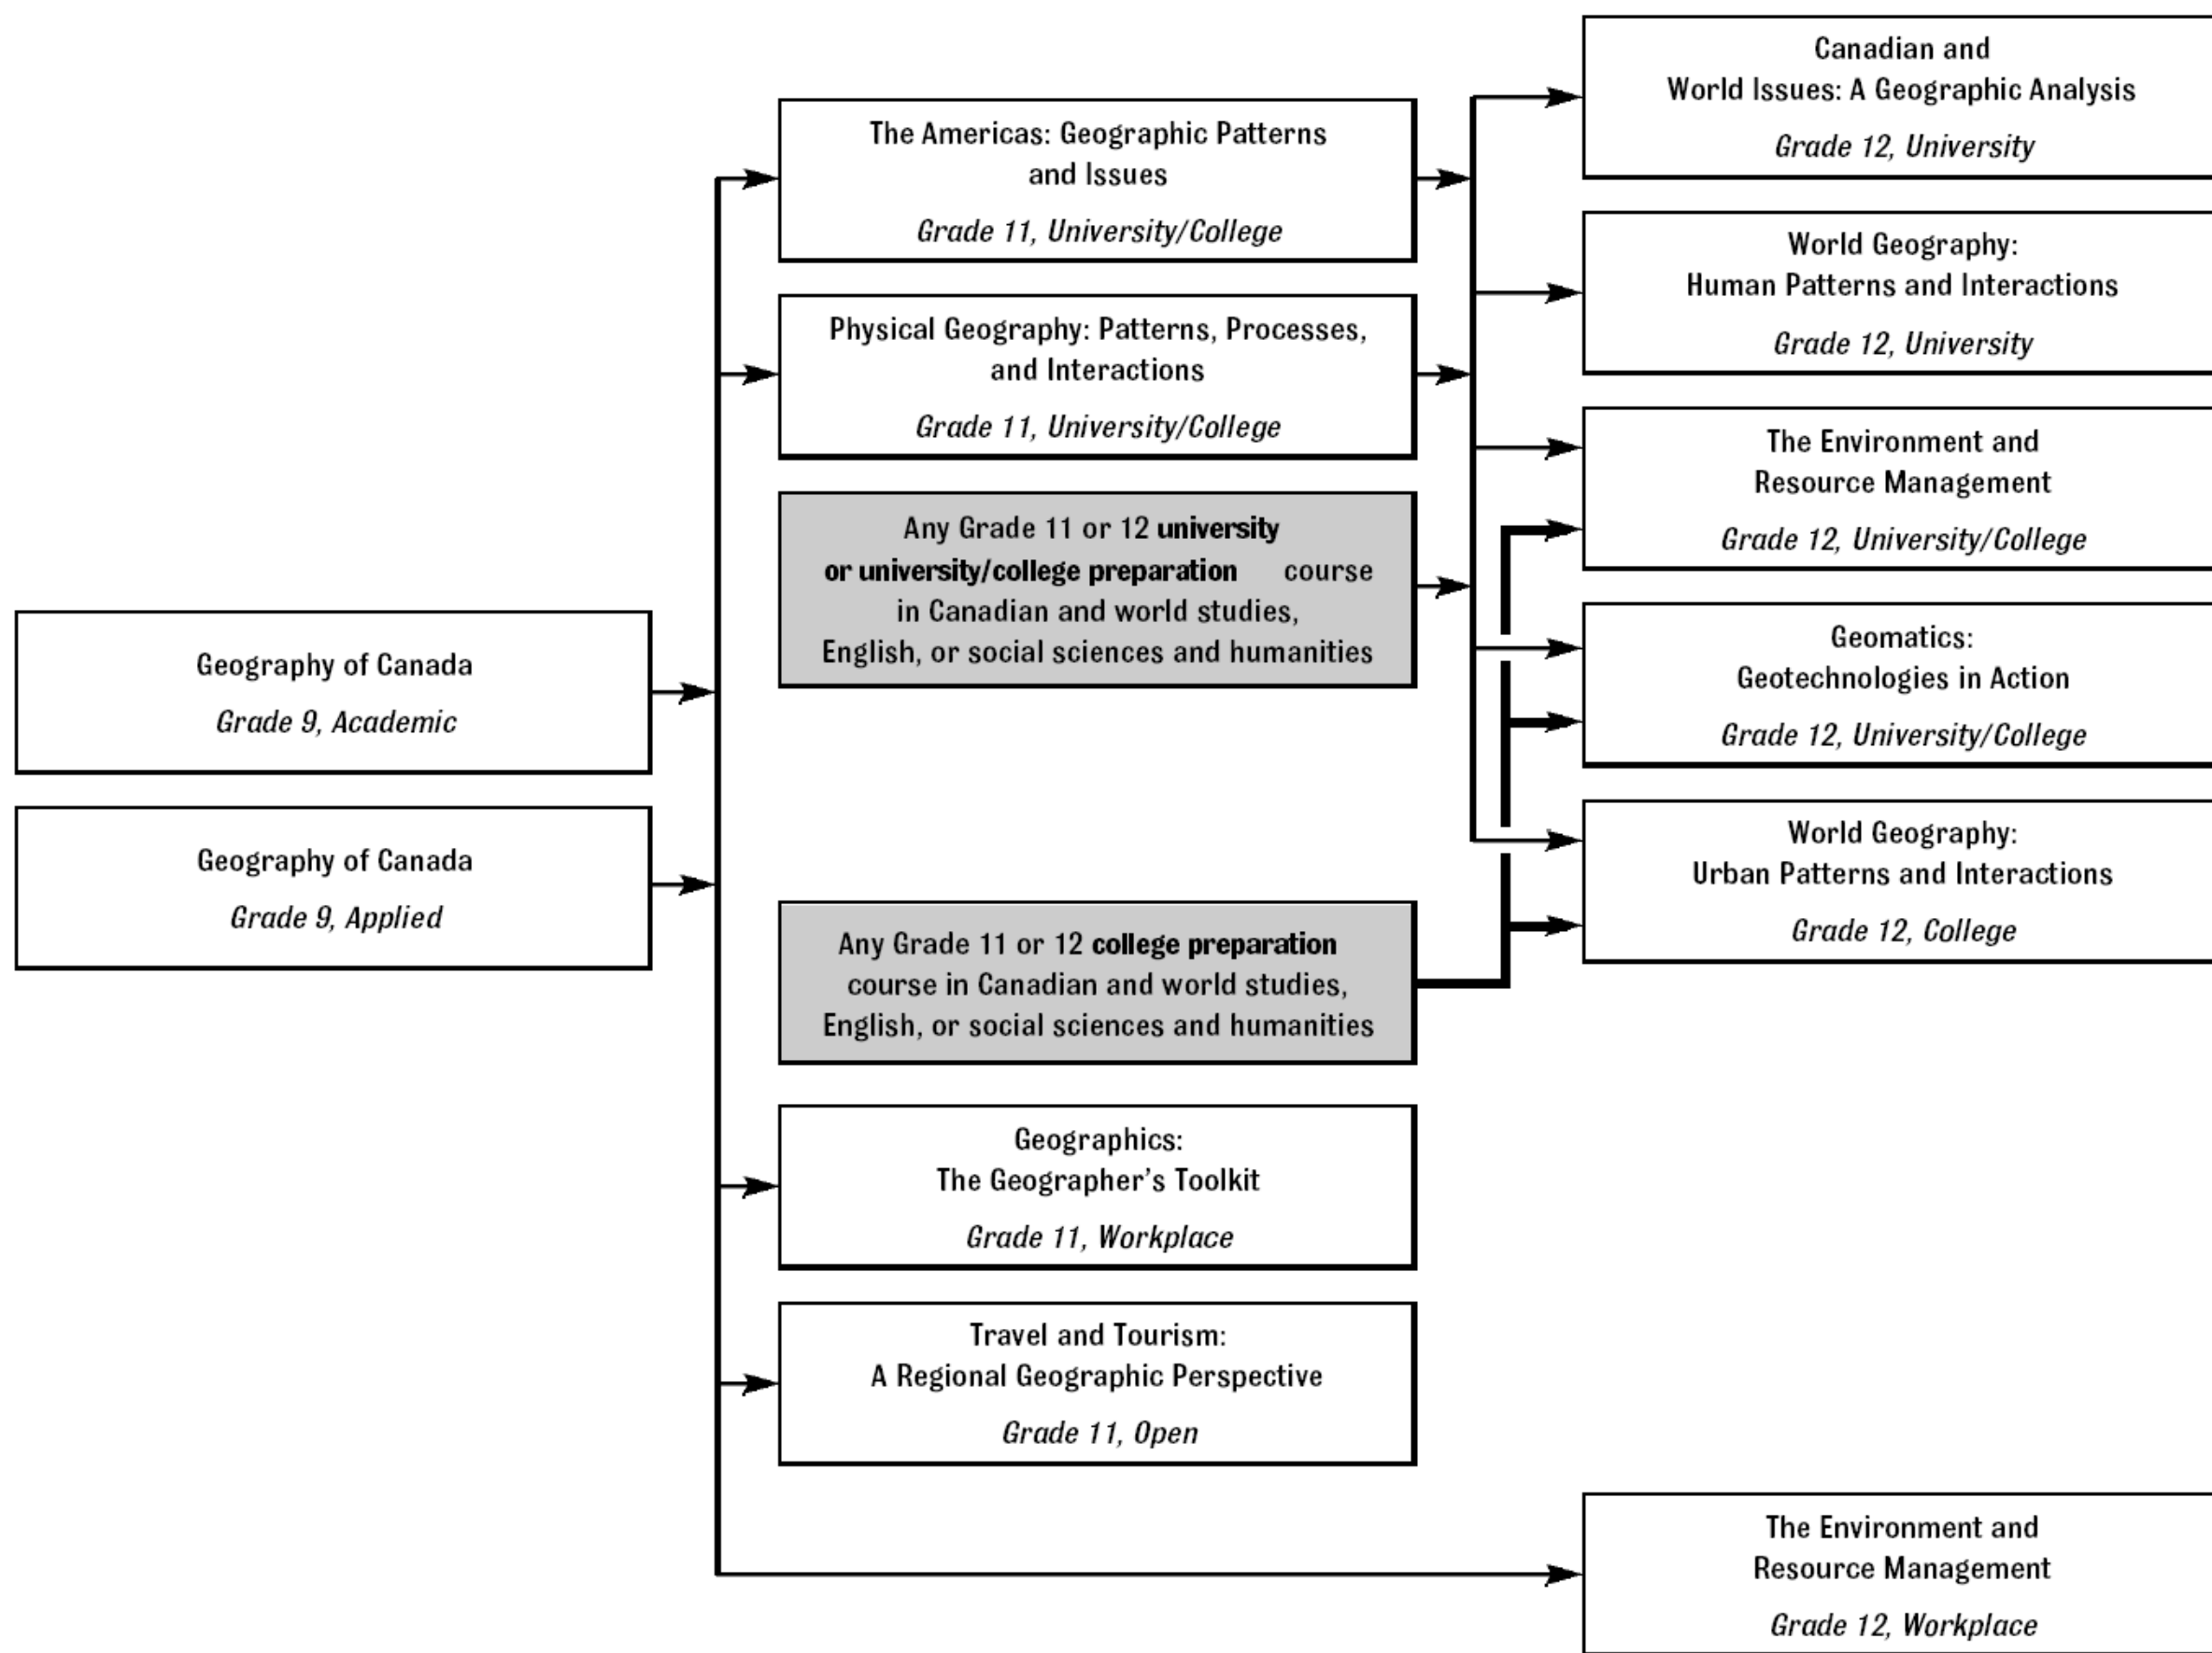 Geography of Canada
Grade 9, Academic
Geography of Canada
Grade 9, Applied
The Americas: Geographic Patterns
and Issues
Grade 11, University/College
Physical Geography: Patterns, Processes,
and Interactions
Grade 11, University/College
Any Grade 11 or 12 university
or university/college preparation course
in Canadian and world studies,
English, or social sciences and humanities
Any Grade 11 or 12 college preparation
course in Canadian and world studies,
English, or social sciences and humanities
Geographics:
The Geographer's Toolkit
Grade 11, Workplace
Travel and Tourism:
A Regional Geographic Perspective
Grade 11, Open
Canadian and
World Issues: A Geographic Analysis
Grade 12, University
World Geography:
Human Patterns and Interactions
Grade 12, University
The Environment and
Resource Management
Grade 12, University/College
Geomatics:
Geotechnologies in Action
Grade 12, University/College
World Geography:
Urban Patterns and Interactions
Grade 12, College
The Environment and
Resource Management
Grade 12, Workplace